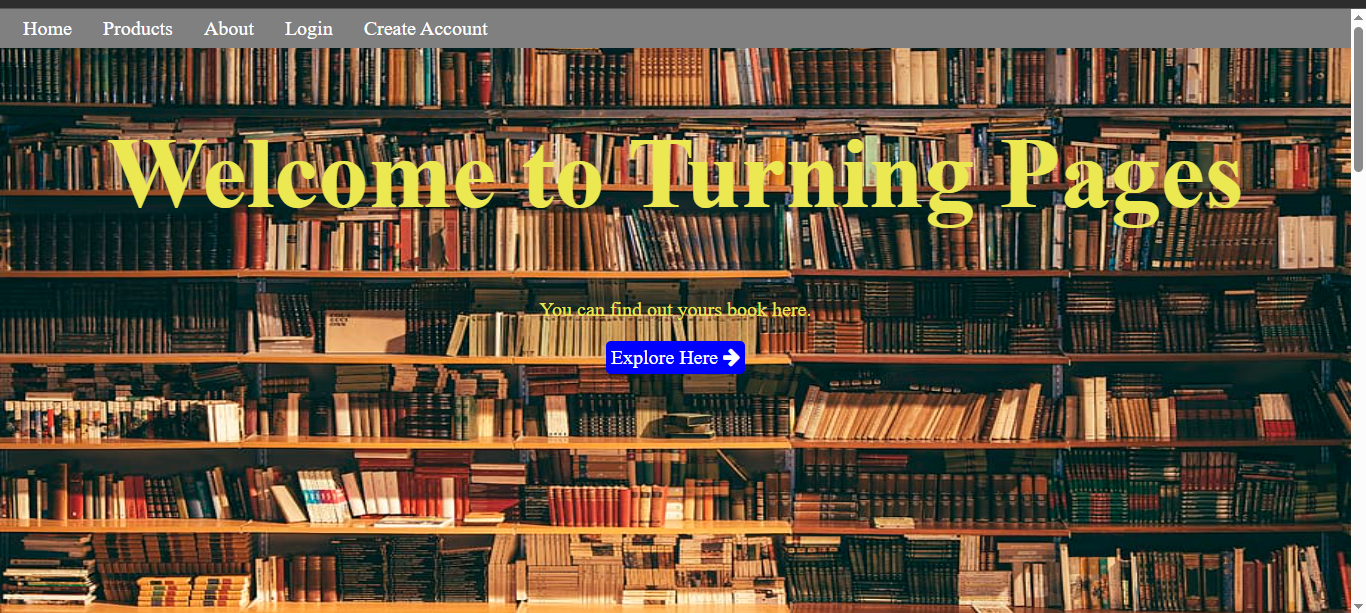 Home Products About Login Create Account
Welcome to Turning Pages
You can find out yours book here.
Explore Here